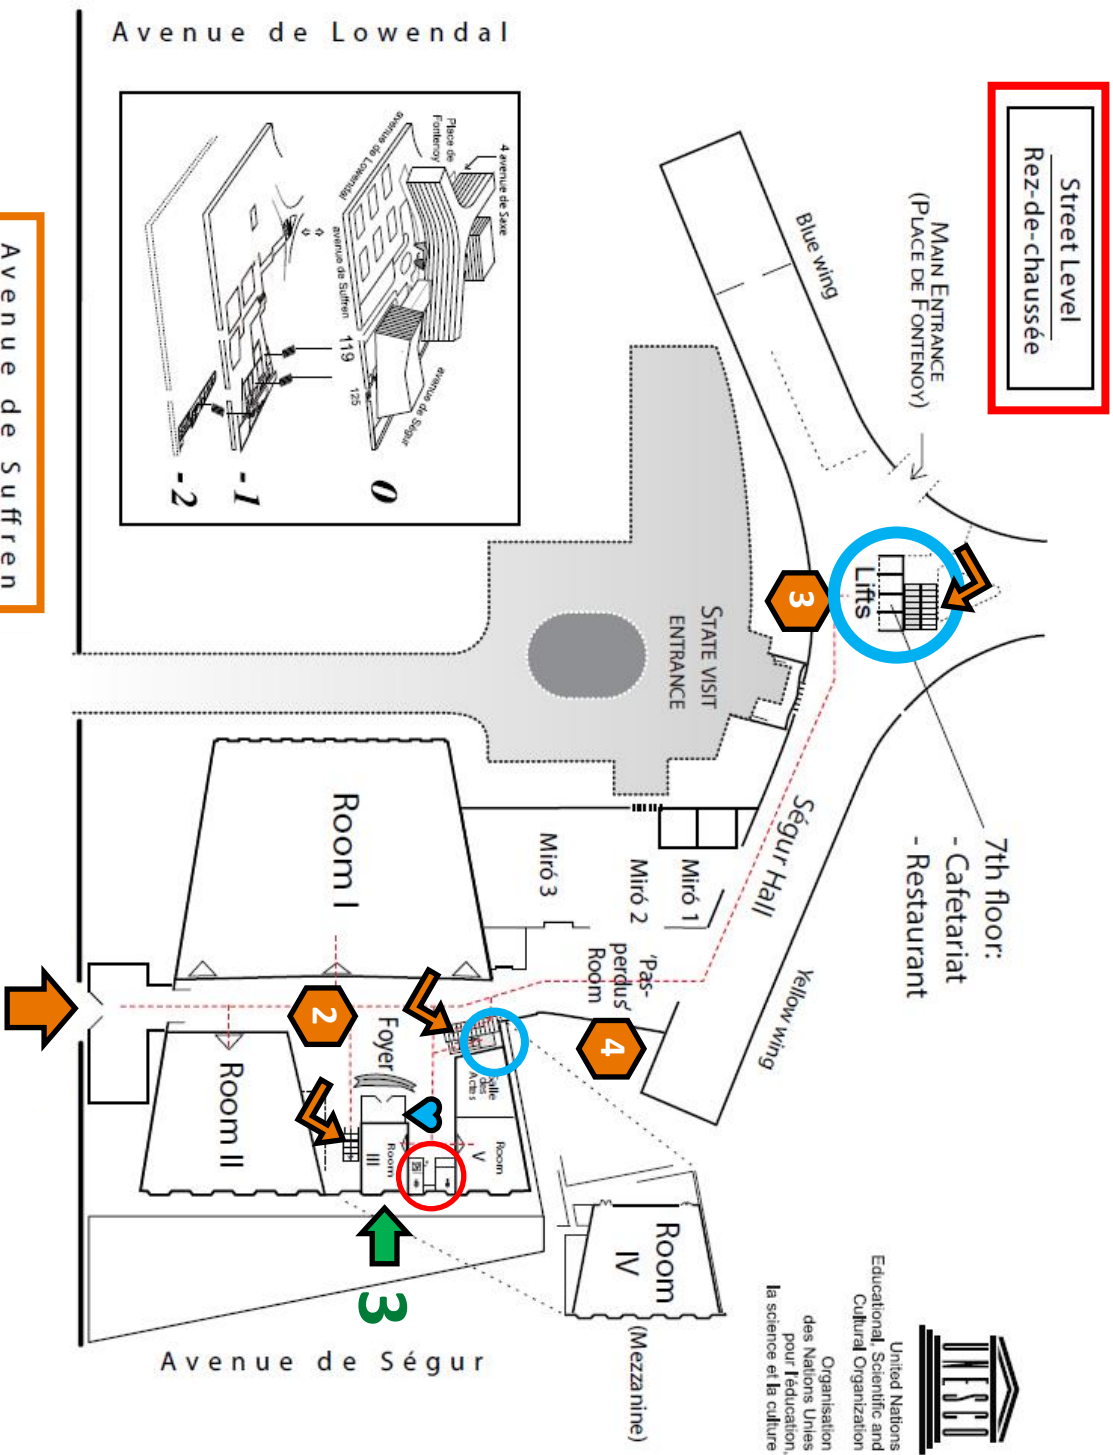 Avenue de Lowendal
Street Level
Rez-de-chaussée
MAIN ENTRANCE
(PLACE DE FONTENOY)
Blue wing
4 avenue de Saxe
Place de
Fontenoy
avenue de Lowendal
avenue de Suffren
avenue de Ségur
119
125
0
-1
-2
Avenue de Suffren
Lifts
3
STATE VISIT
ENTRANCE
7th floor:
- Cafetariat
- Restaurant
Ségur Hall
Yellow wing
Miró 1
Miró 2
Miró 3
'Pas-
perdus'
Room
Room I
2
4
Foyer
Salle
des
Actes
Room
V
Room
III
Room II
Room
IV
(Mezzanine)
3
Avenue de Ségur
UNESCO
United Nations
Educational, Scientific and
Cultural Organization
Organisation
des Nations Unies
pour l'éducation,
la science et la culture